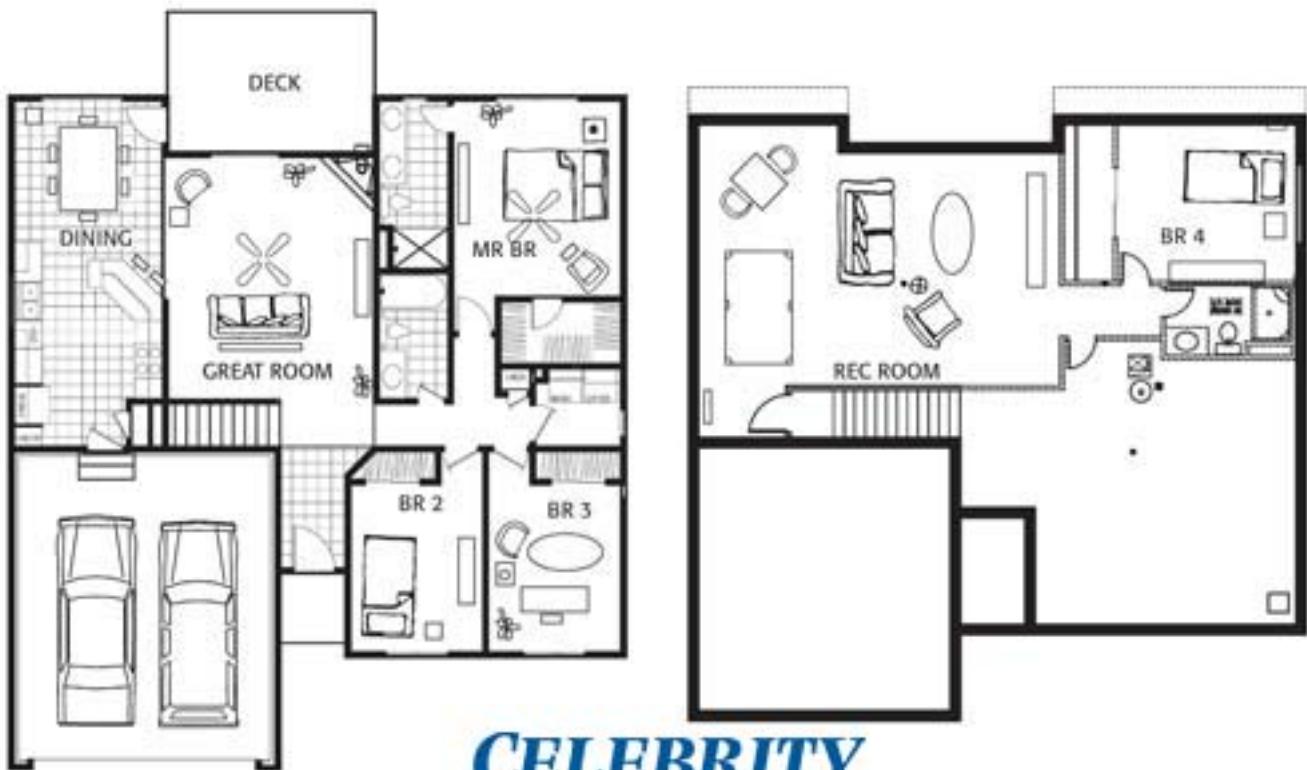 DECK
DINING
MR BR
GREAT ROOM
BR 2
BR 3
BR 4
REC ROOM
CELEBRITY